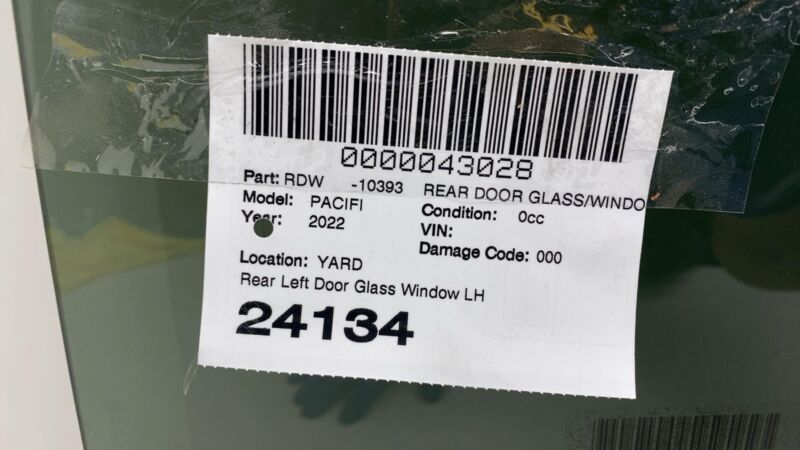 0000043028
Part: RDW -10393 REAR DOOR GLASS/WINDO
Model: PACIFI
Condition: 0cc
Year: 2022
VIN:
Damage Code: 000
Location: YARD
Rear Left Door Glass Window LH
24134